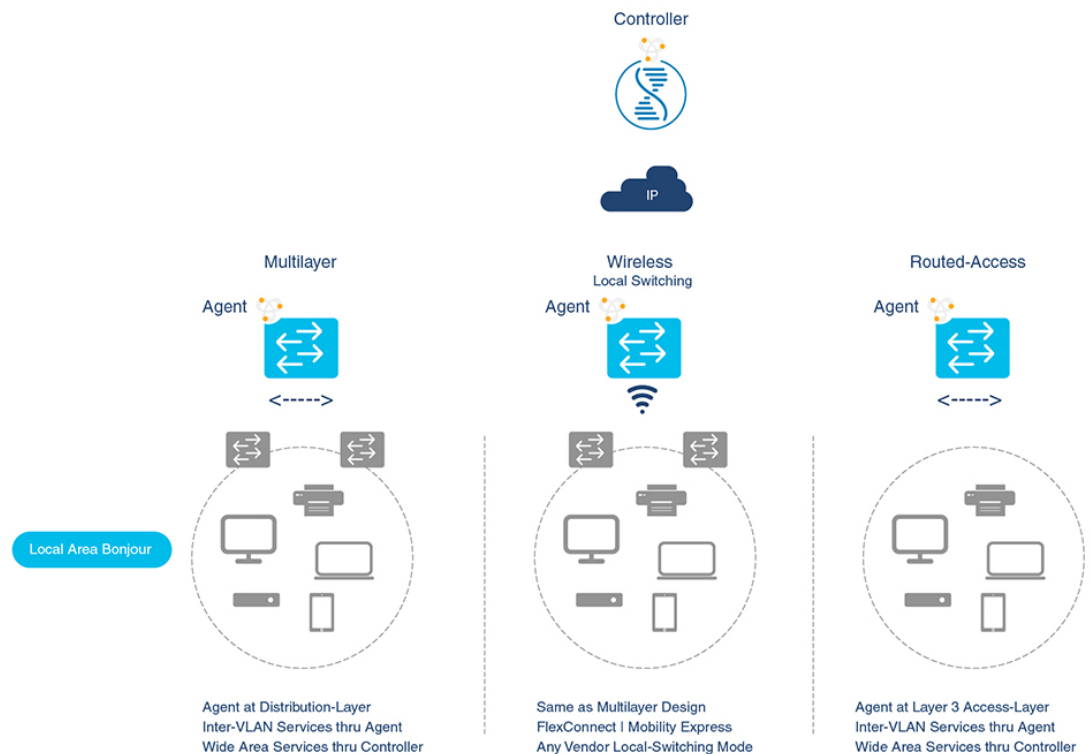 Controller
IP
Multilayer
Wireless
Local Switching
Routed-Access
Agent
Agent
Agent
<----->
<----->
Local Area Bonjour
Agent at Distribution-Layer
Inter-VLAN Services thru Agent
Wide Area Services thru Controller
Same as Multilayer Design
FlexConnect | Mobility Express
Any Vendor Local-Switching Mode
Agent at Layer 3 Access-Layer
Inter-VLAN Services thru Agent
Wide Area Services thru Controller